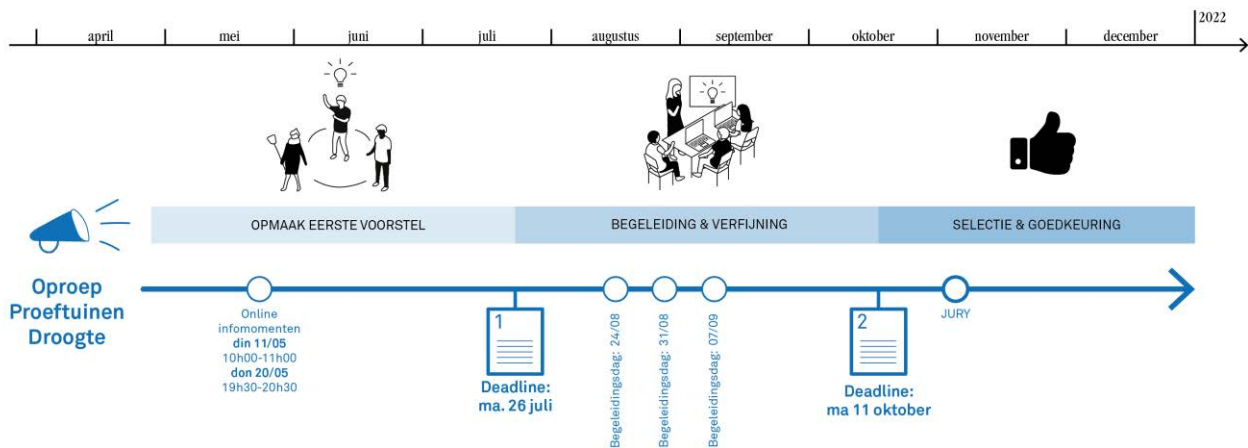 2022
april mei juni juli augustus september oktober november december
OPMAAK EERSTE VOORSTEL BEGELEIDING & VERFIJNING SELECTIE & GOEDKEURING
Oproep
Proeftuinen
Droogte
Online
infomomenten
din 11/05
10h00-11h00
don 20/05
19h30-20h30
1
Deadline:
ma. 26 juli
Begeleidingsdag: 24/08
Begeleidingsdag: 31/08
Begeleidingsdag: 07/09
2
Deadline:
ma 11 oktober
JURY